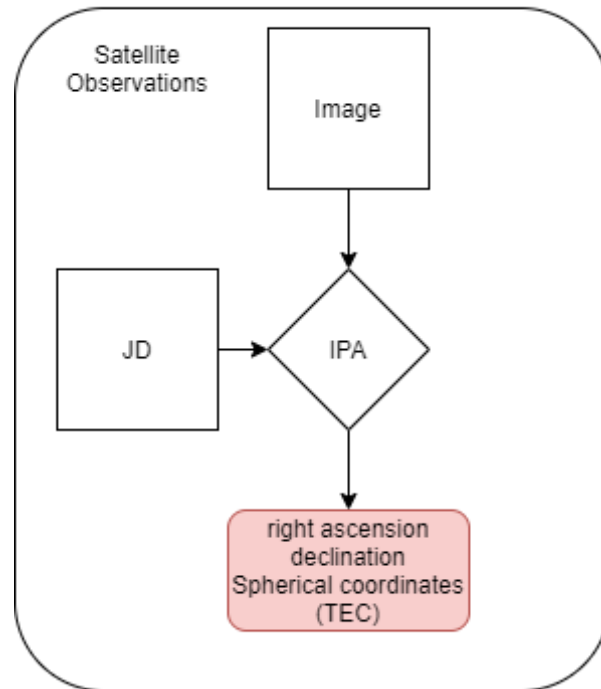 Satellite
Observations
Image
JD
IPA
right ascension
declination
Spherical coordinates
(TEC)